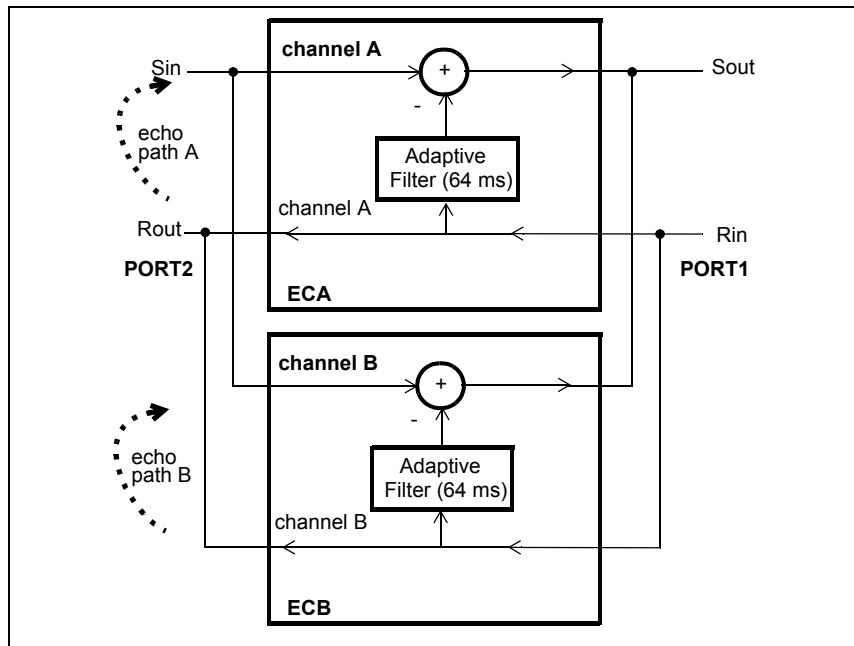 channel A
+
Sin
Sout
-
echo
path A
Adaptive
Filter (64 ms)
channel A
Rout
Rin
PORT2
PORT1
ECA
channel B
+
-
echo
path B
Adaptive
Filter (64 ms)
channel B
ECB